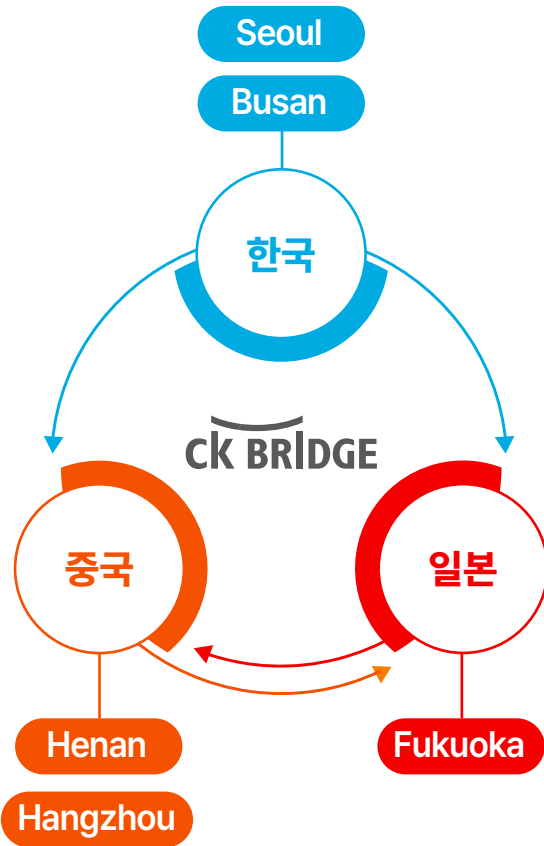 Seoul
Busan
한국
CK BRIDGE
중국
일본
Henan
Fukuoka
Hangzhou